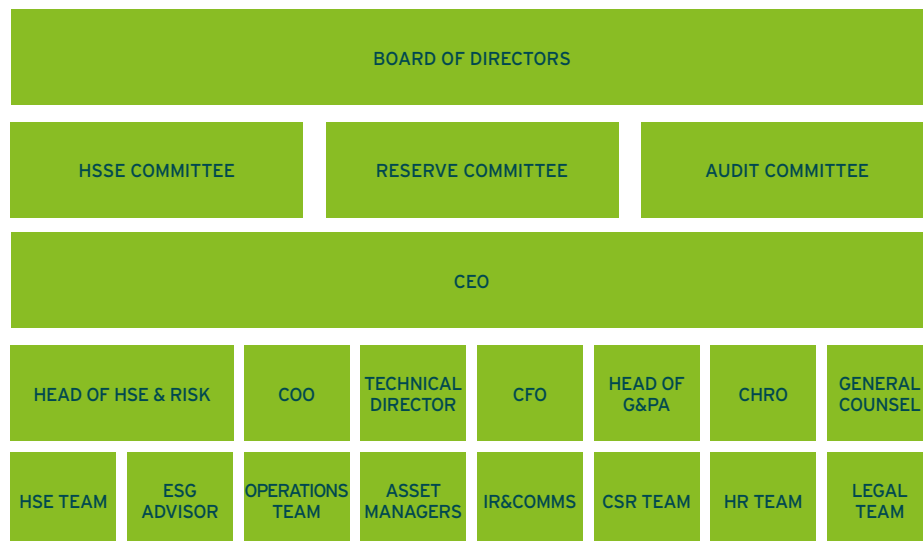 BOARD OF DIRECTORS
HSSE COMMITTEE
RESERVE COMMITTEE
AUDIT COMMITTEE
CEO
HEAD OF HSE & RISK
COO
TECHNICAL
DIRECTOR
CFO
HEAD OF
G&PA
CHRO
GENERAL
COUNSEL
HSE TEAM
ESG
ADVISOR
OPERATIONS
TEAM
ASSET
MANAGERS
IR&COMMS
CSR TEAM
HR TEAM
LEGAL
TEAM